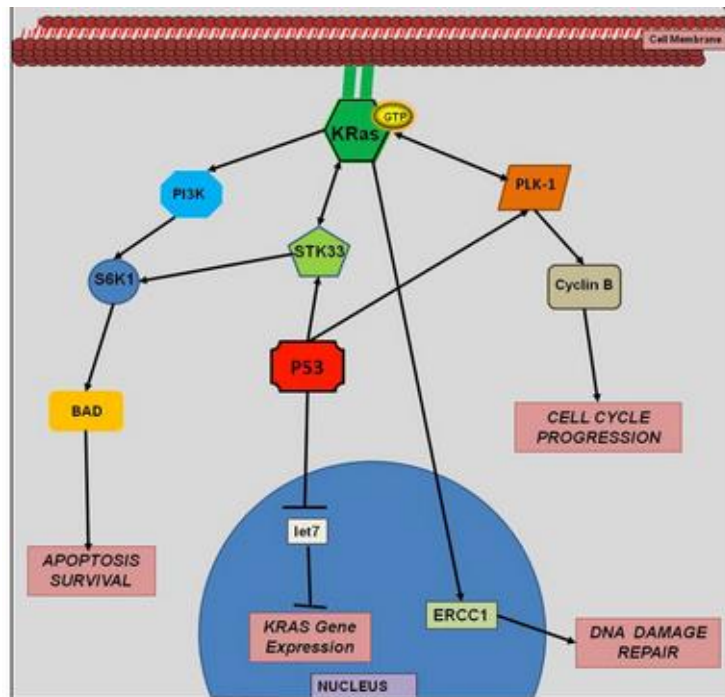 Cell Membrane
GTP
KRas
PI3K
PLK-1
STK33
S6K1
Cyclin B
P53
BAD
CELL CYCLE
PROGRESSION
let7
APOPTOSIS
SURVIVAL
ERCC1
KRAS Gene
Expression
DNA DAMAGE
REPAIR
NUCLEUS